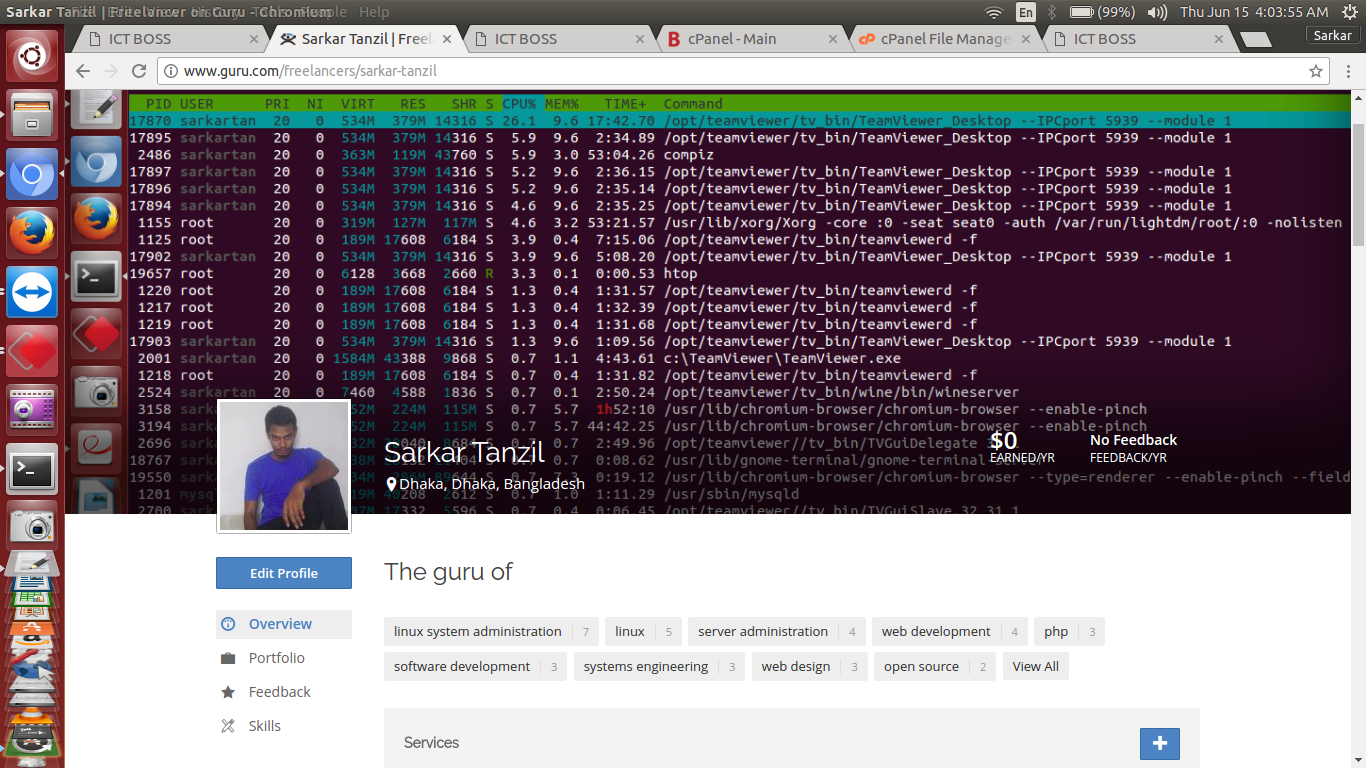 Sarkar Tanzil | Freelancer on Guru - Chromium
Help
(99%) Thu Jun 15 4:03:55 AM
En
Sarkar
ICT BOSS
Sarkar Tanzil | Freel
ICT BOSS
cPanel - Main
cPanel File Manage
ICT BOSS
www.guru.com/freelancers/sarkar-tanzil
PID USER PRI NI VIRT RES SHR S CPU% MEM% TIME+ Command
17870 sarkartan 20 0 534M 379M 14316 S 26.1 9.6 17:42.70 /opt/teamviewer/tv_bin/TeamViewer_Desktop --IPCport 5939 --module 1
17895 sarkartan 20 0 534M 379M 14316 S 5.9 9.6 2:34.89 /opt/teamviewer/tv_bin/TeamViewer_Desktop --IPCport 5939 --module 1
2486 sarkartan 20 0 363M 119M 43760 S 5.9 3.0 53:04.26 compiz
17897 sarkartan 20 0 534M 379M 14316 S 5.2 9.6 2:36.15 /opt/teamviewer/tv_bin/TeamViewer_Desktop --IPCport 5939 --module 1
17896 sarkartan 20 0 534M 379M 14316 S 5.2 9.6 2:35.14 /opt/teamviewer/tv_bin/TeamViewer_Desktop --IPCport 5939 --module 1
17894 sarkartan 20 0 534M 379M 14316 S 4.6 9.6 2:35.25 /opt/teamviewer/tv_bin/TeamViewer_Desktop --IPCport 5939 --module 1
1155 root 20 0 319M 127M 117M S 4.6 3.2 53:21.57 /usr/lib/xorg/Xorg -core :0 -seat seat0 -auth /var/run/lightdm/root/:0 -nolisten
1125 root 20 0 189M 17608 6184 S 3.9 0.4 7:15.06 /opt/teamviewer/tv_bin/teamviewerd -f
17902 sarkartan 20 0 534M 379M 14316 S 3.9 9.6 5:08.20 /opt/teamviewer/tv_bin/TeamViewer_Desktop --IPCport 5939 --module 1
19657 root 20 0 6128 3668 2660 R 3.3 0.1 0:00.53 htop
1220 root 20 0 189M 17608 6184 S 1.3 0.4 1:31.57 /opt/teamviewer/tv_bin/teamviewerd -f
1217 root 20 0 189M 17608 6184 S 1.3 0.4 1:32.39 /opt/teamviewer/tv_bin/teamviewerd -f
1219 root 20 0 189M 17608 6184 S 1.3 0.4 1:31.68 /opt/teamviewer/tv_bin/teamviewerd -f
17903 sarkartan 20 0 534M 379M 14316 S 1.3 9.6 1:09.56 /opt/teamviewer/tv_bin/TeamViewer_Desktop --IPCport 5939 --module 1
2001 sarkartan 20 0 1584M 43388 9868 S 0.7 1.1 4:43.61 c:\TeamViewer\TeamViewer.exe
1218 root 20 0 189M 17608 6184 S 0.7 0.4 1:31.82 /opt/teamviewer/tv_bin/teamviewerd -f
2524 sarkartan 20 0 7460 4588 1836 S 0.7 0.1 2:50.24 /opt/teamviewer/tv_bin/wine/bin/wineserver
3158 52M 224M 115M S 0.7 5.7 1h52:10 /usr/lib/chromium-browser/chromium-browser --enable-pinch
3194 52M 224M 115M S 0.7 5.7 44:42.25 /usr/lib/chromium-browser/chromium-browser --enable-pinch
2696 S 0.7 2:49.96 /opt/teamviewer//tv_bin/TVGuiDelegate
18767 0.7 0:08.62 /usr/lib/gnome-terminal/gnome-terminal-server
19550 0:19.12 /usr/lib/chromium-browser/chromium-browser --type=renderer --enable-pinch --field
1201 mysq 40208 2612 S 0.7 1.0 1:11.29 /usr/sbin/mysqld
2700 17332 5596 S 0.7 0.4 0:06.45 /opt/teamviewer//tv_bin/TVGuiSlave.32 31 1
Sarkar Tanzil
Dhaka, Dhaka, Bangladesh
$0
EARNED/YR
No Feedback
FEEDBACK/YR
Edit Profile
Overview
Portfolio
Feedback
Skills
The guru of
linux system administration 7 linux 5 server administration 4 web development 4 php 3
software development 3 systems engineering 3 web design 3 open source 2 View All
Services